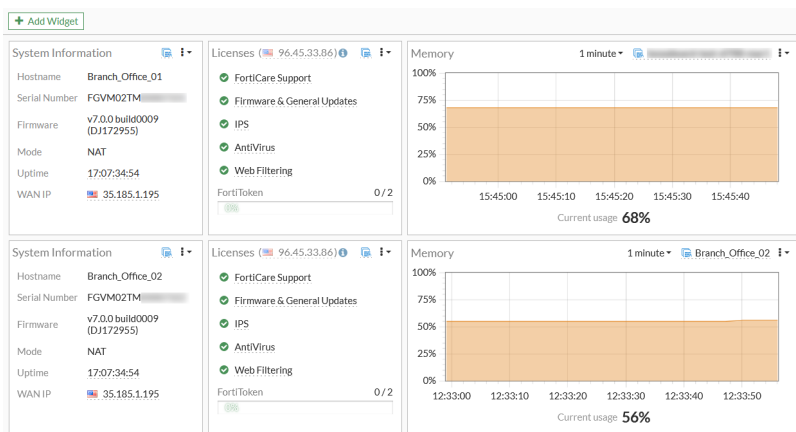 + Add Widget
System Information
Hostname Branch_Office_01
Serial Number FGVM02TM
Firmware v7.0.0 build0009 (DJ172955)
Mode NAT
Uptime 17:07:34:54
WAN IP 35.185.1.195
Licenses ( 96.45.33.86)
FortiCare Support
Firmware & General Updates
IPS
AntiVirus
Web Filtering
FortiToken 0 / 2
0%
Memory 1 minute
100%
75%
50%
25%
0%
15:45:00 15:45:10 15:45:20 15:45:30 15:45:40
Current usage 68%
System Information
Hostname Branch_Office_02
Serial Number FGVM02TM
Firmware v7.0.0 build0009 (DJ172955)
Mode NAT
Uptime 17:07:34:54
WAN IP 35.185.1.195
Licenses ( 96.45.33.86)
FortiCare Support
Firmware & General Updates
IPS
AntiVirus
Web Filtering
FortiToken 0 / 2
0%
Memory 1 minute Branch_Office_02
100%
75%
50%
25%
0%
12:33:00 12:33:10 12:33:20 12:33:30 12:33:40 12:33:50
Current usage 56%